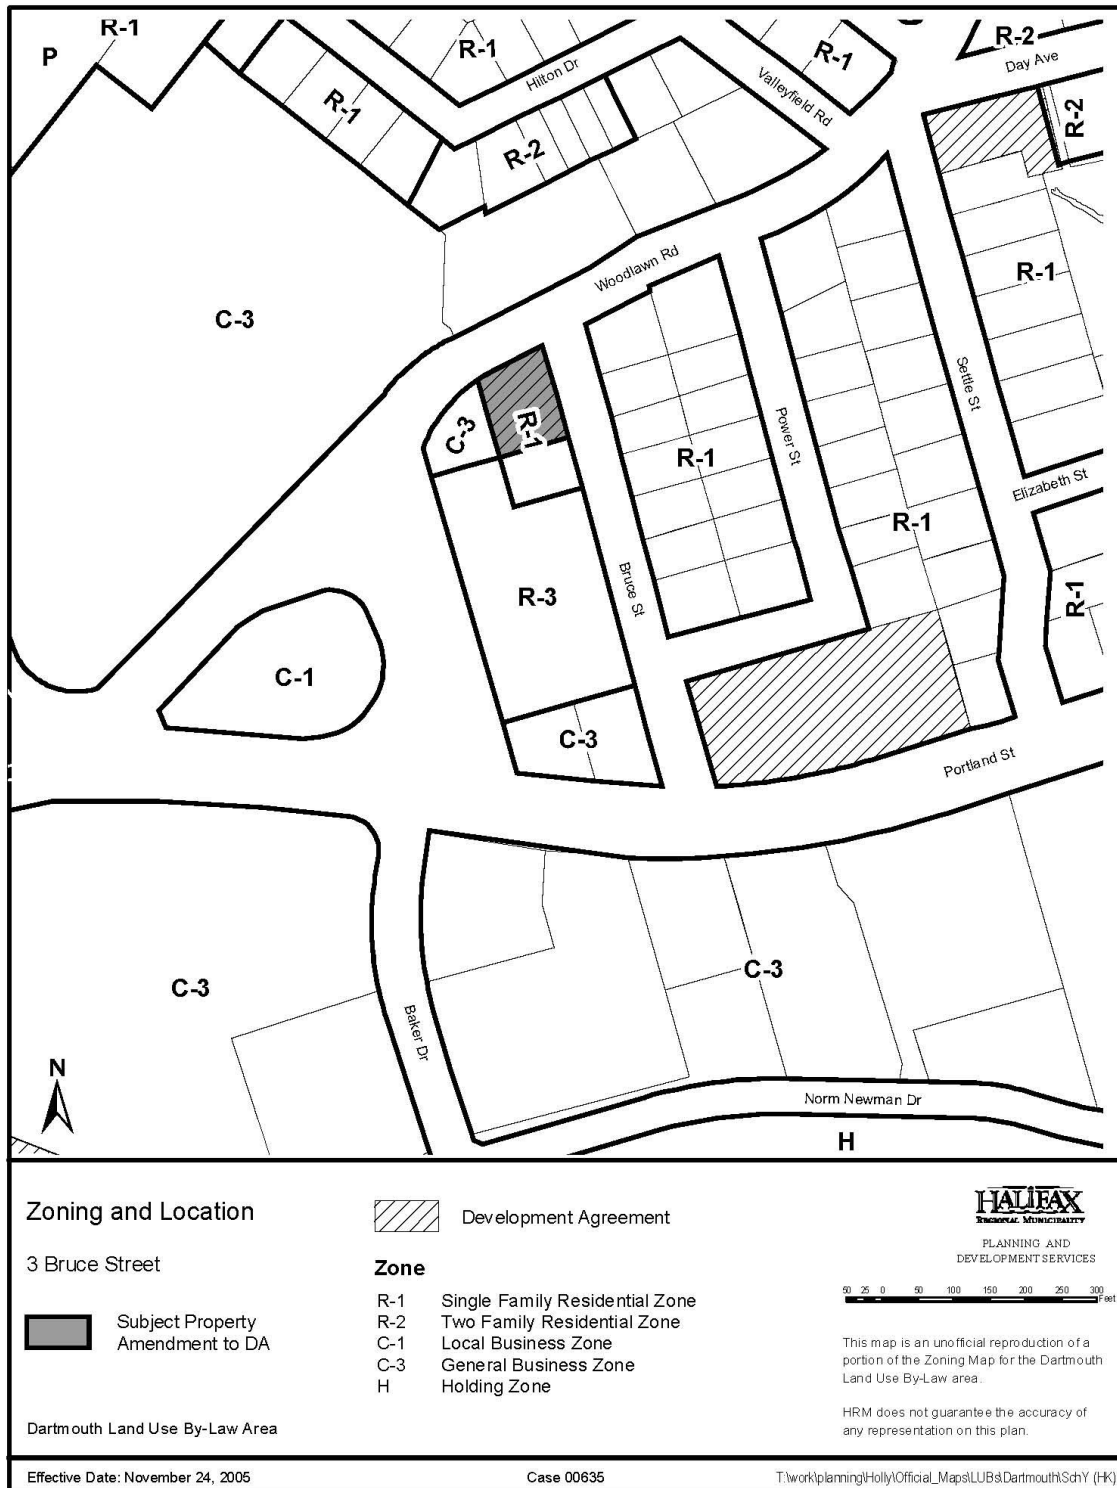 R-1
P
R-1
Hilton Dr
R-1
Valleyfield Rd
R-2
Day Ave
R-1
R-2
R-2
Woodlawn Rd
R-1
C-3
C-3
R-1
R-1
Power St
Settle St
Elizabeth St
R-1
R-3
Bruce St
R-1
C-1
C-3
Portland St
C-3
C-3
Baker Dr
N
Norm Newman Dr
H
Zoning and Location
3 Bruce Street
Subject Property
Amendment to DA
Dartmouth Land Use By-Law Area
Development Agreement
Zone
R-1 Single Family Residential Zone
R-2 Two Family Residential Zone
C-1 Local Business Zone
C-3 General Business Zone
H Holding Zone
HALIFAX
REGIONAL MUNICIPALITY
PLANNING AND
DEVELOPMENT SERVICES
50 25 0 50 100 150 200 250 300
Feet
This map is an unofficial reproduction of a
portion of the Zoning Map for the Dartmouth
Land Use By-Law area.
HRM does not guarantee the accuracy of
any representation on this plan.
Effective Date: November 24, 2005
Case 00635
T:\work\planning\Holly\Official_Maps\LUBs\Dartmouth\SchY (HK)